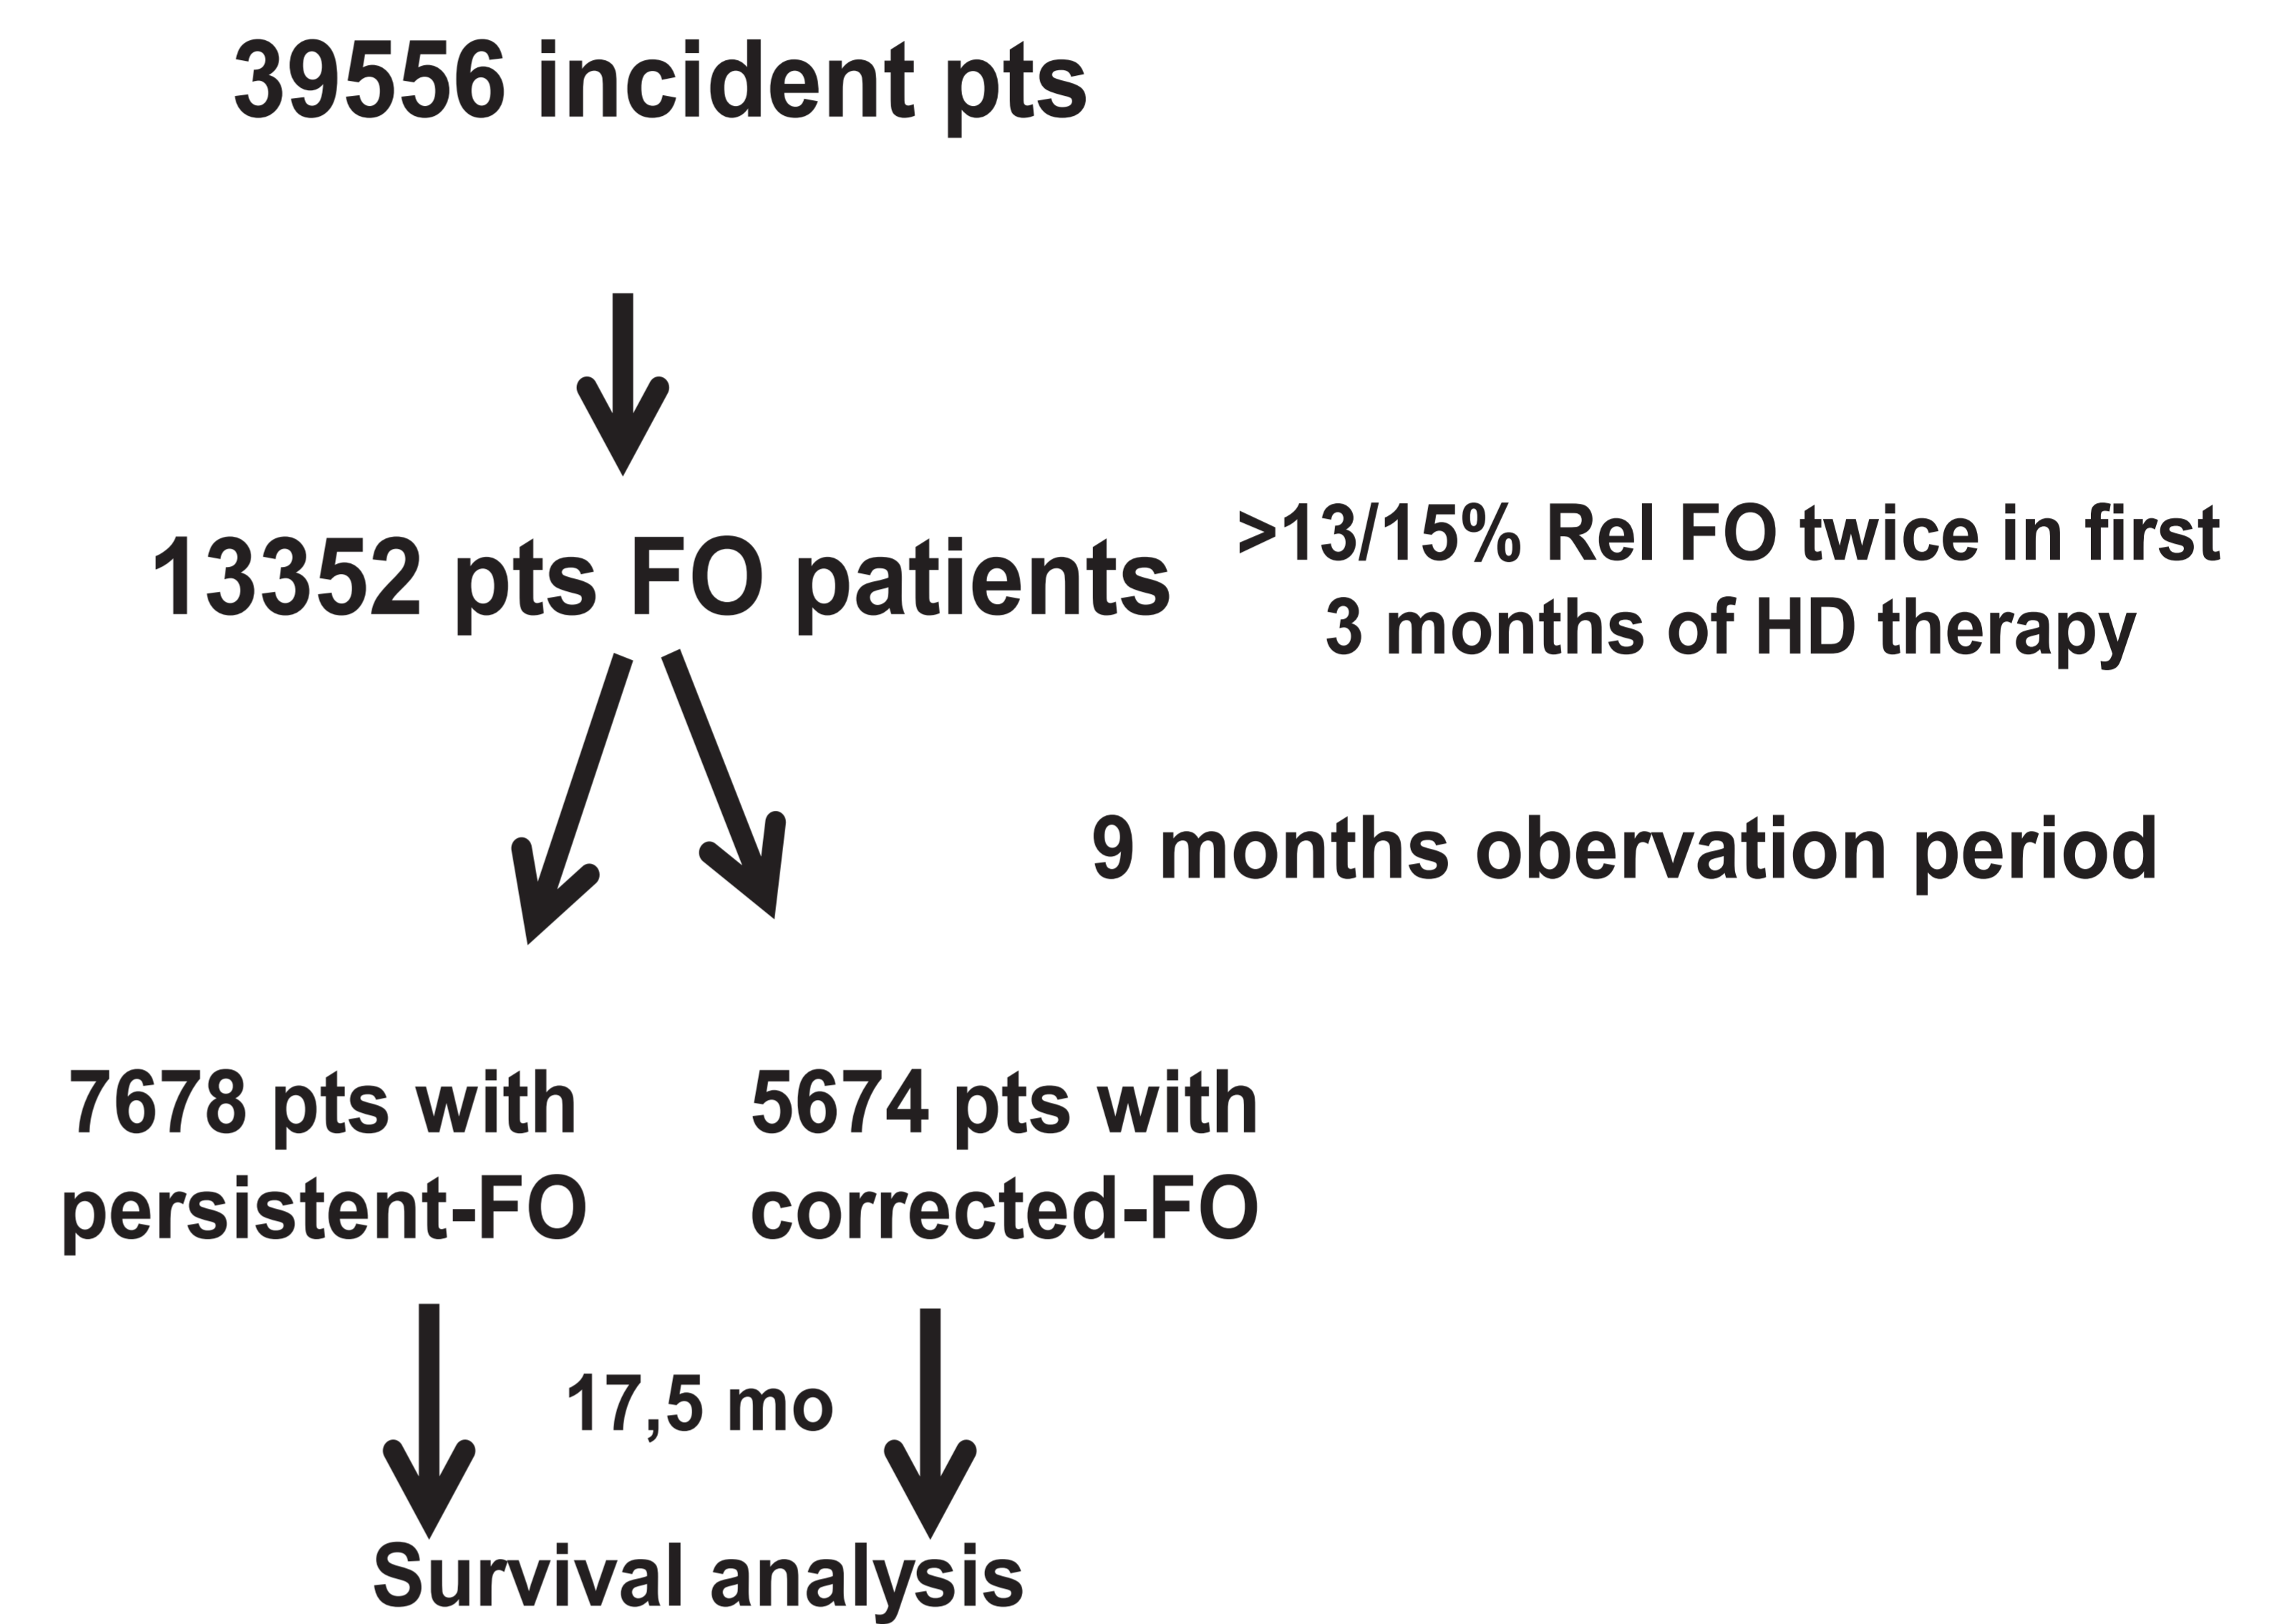 39556 incident pts
13352 pts FO patients
>13/15% Rel FO twice in first
3 months of HD therapy
9 months obervation period
7678 pts with
persistent-FO
5674 pts with
corrected-FO
17,5 mo
Survival analysis